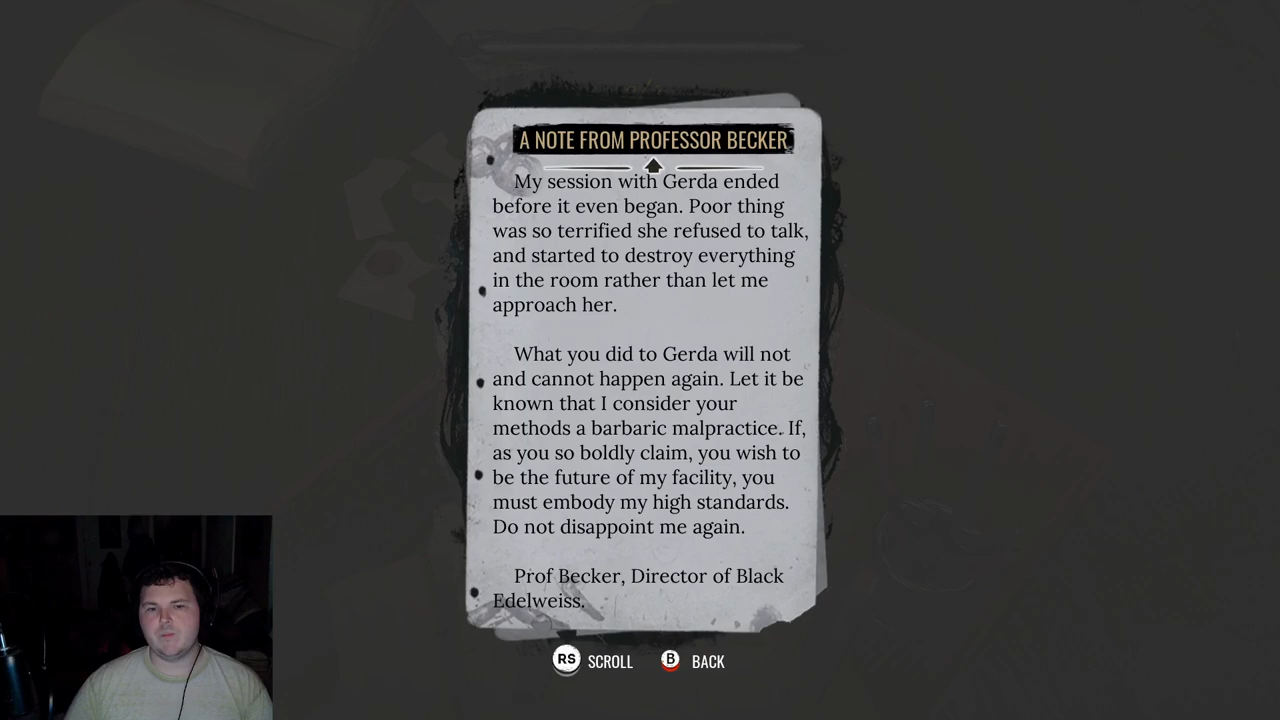 A NOTE FROM PROFESSOR BECKER
My session with Gerda ended
before it even began. Poor thing
was so terrified she refused to talk,
and started to destroy everything
in the room rather than let me
approach her.
What you did to Gerda will not
and cannot happen again. Let it be
known that I consider your
methods a barbaric malpractice. If,
as you so boldly claim, you wish to
be the future of my facility, you
must embody my high standards.
Do not disappoint me again.
Prof Becker, Director of Black
Edelweiss.
RS SCROLL B BACK